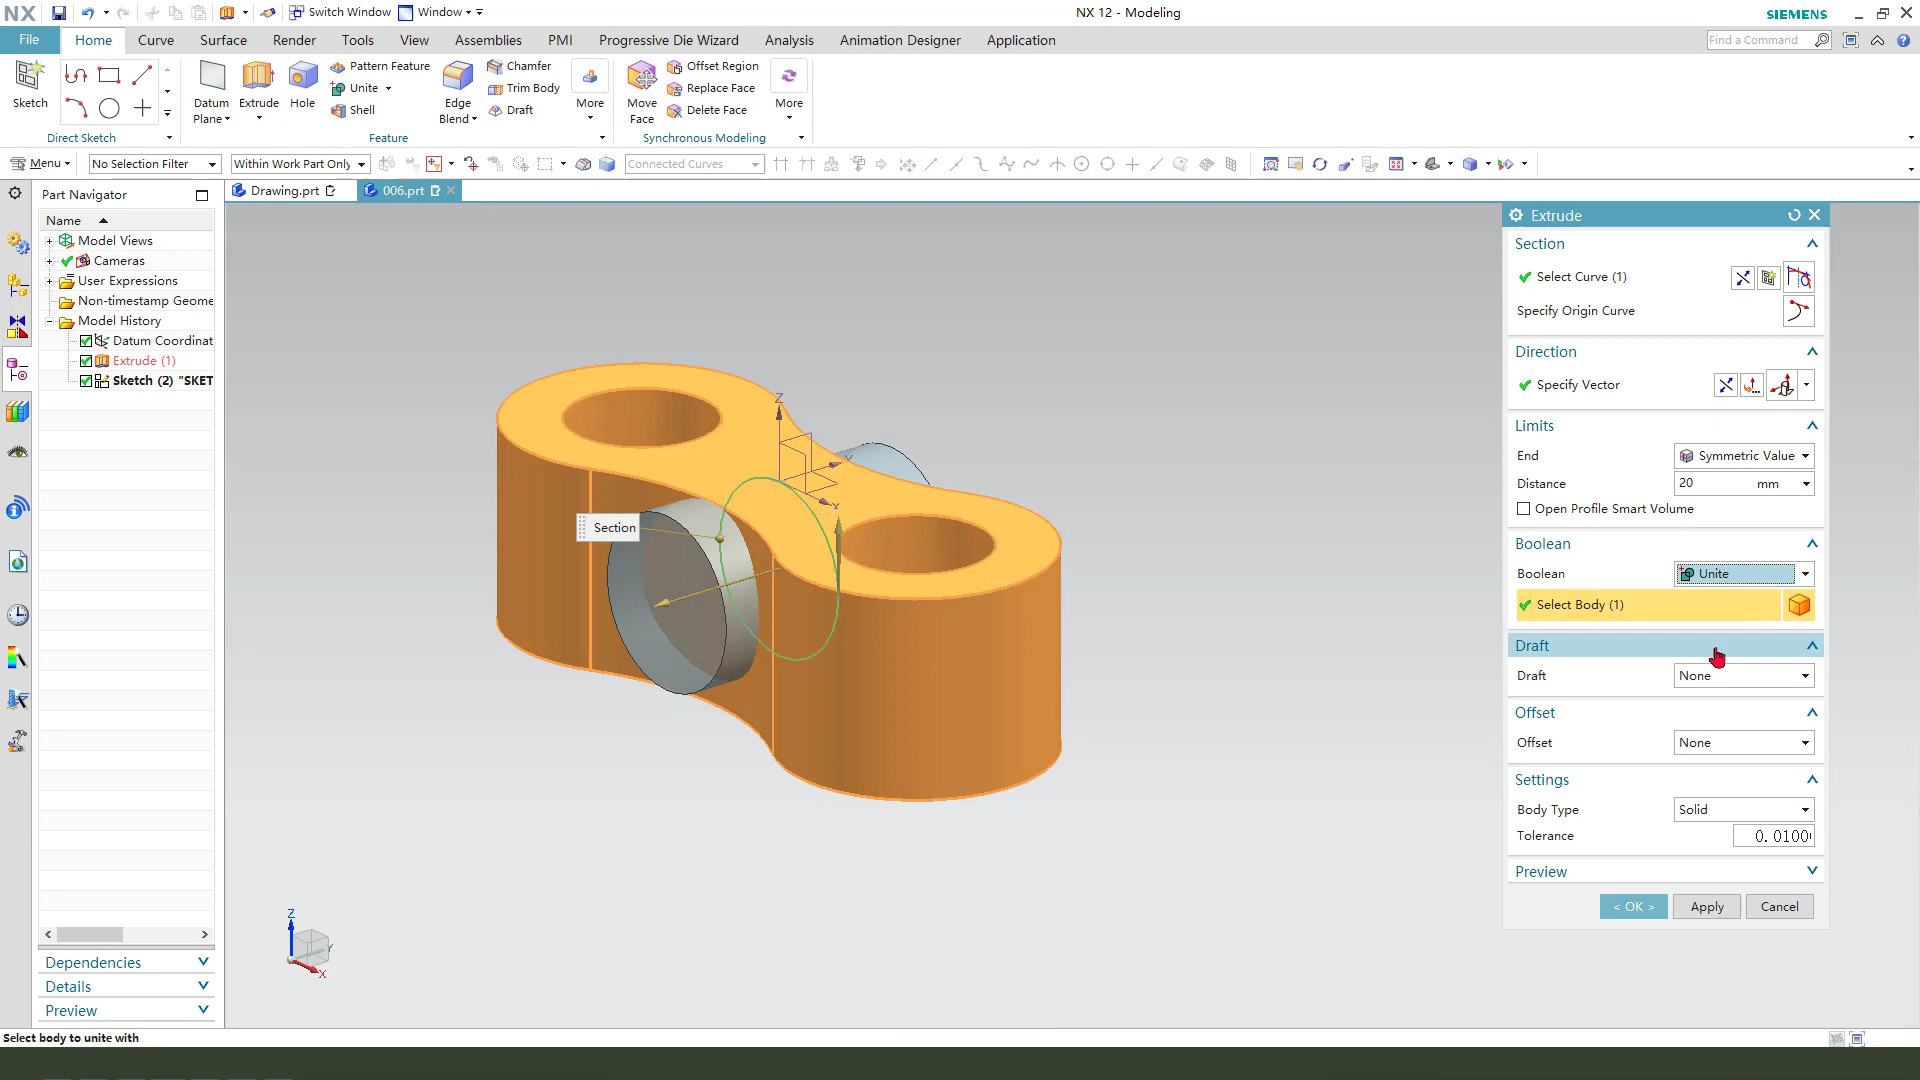 NX
Switch Window
Window
NX 12 - Modeling
SIEMENS
File
Home
Curve
Surface
Render
Tools
View
Assemblies
PMI
Progressive Die Wizard
Analysis
Animation Designer
Application
Find a Command
Sketch
Direct Sketch
Datum
Plane
Extrude
Hole
Pattern Feature
Unite
Shell
Edge
Blend
Chamfer
Trim Body
Draft
More
Feature
Move
Face
Offset Region
Replace Face
Delete Face
More
Synchronous Modeling
Menu
No Selection Filter
Within Work Part Only
Connected Curves
Part Navigator
Drawing.prt
006.prt
Name
Model Views
Cameras
User Expressions
Non-timestamp Geome
Model History
Datum Coordinat
Extrude (1)
Sketch (2) "SKET
Dependencies
Details
Preview
Section
Z
Y
X
Z
Y
X
Extrude
Section
Select Curve (1)
Specify Origin Curve
Direction
Specify Vector
Limits
End
Symmetric Value
Distance
20 mm
Open Profile Smart Volume
Boolean
Boolean
Unite
Select Body (1)
Draft
Draft
None
Offset
Offset
None
Settings
Body Type
Solid
Tolerance
0.0100
Preview
< OK >
Apply
Cancel
Select body to unite with